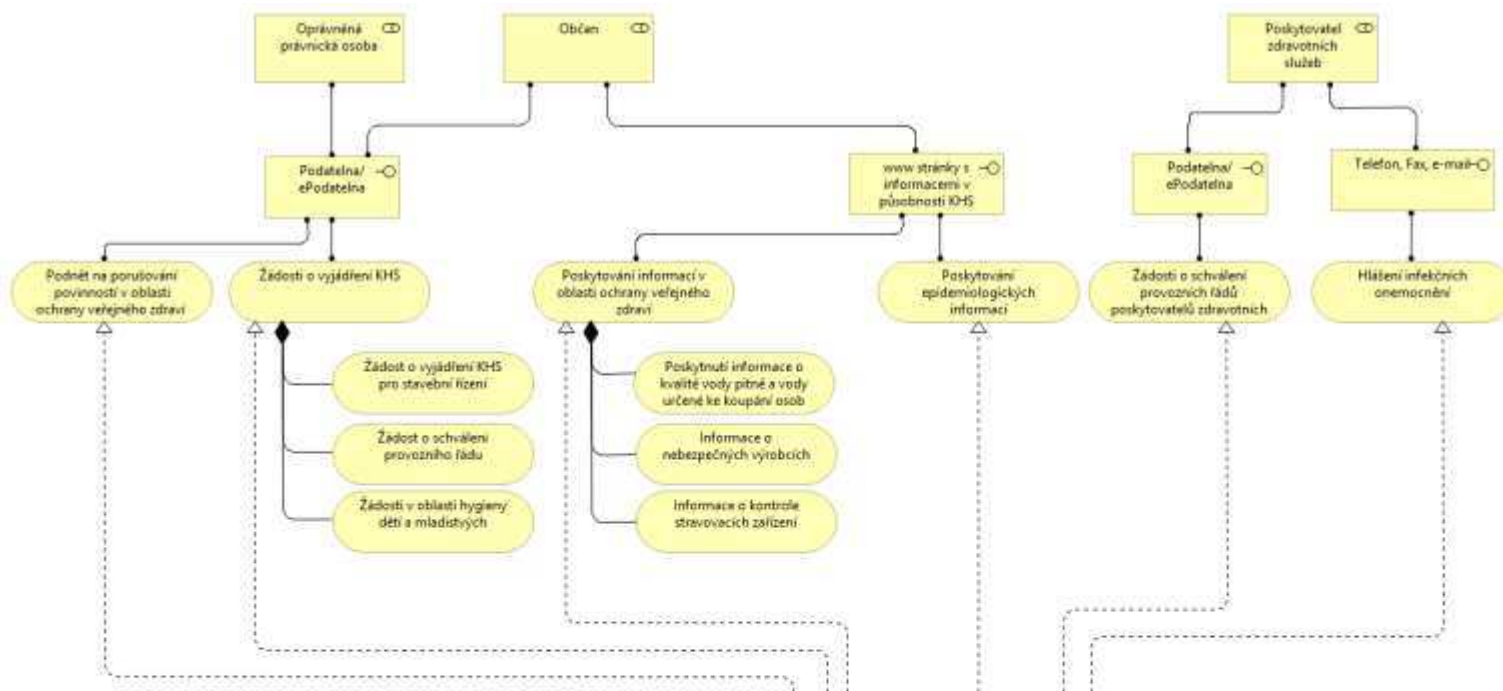 Oprávněná
právnická osoba
Občan
Poskytovatel
zdravotních
služeb
Podatelna/
ePodatelna
www stránky s
informacemi v
působnosti KHS
Podatelna/
ePodatelna
Telefon, Fax, e-mail
Podnět na porušování
povinností v oblasti
ochrany veřejného zdraví
Žádosti o vyjádření KHS
Poskytování informací v
oblasti ochrany veřejného
zdraví
Poskytování
epidemiologických
informací
Žádosti o schválení
provozních řádů
poskytovatelů zdravotních
Hlášení infekčních
onemocnění
Žádost o vyjádření KHS
pro stavební řízení
Žádost o schválení
provozního řádu
Žádosti v oblasti hygieny
dětí a mladistvých
Poskytnutí informace o
kvalitě vody pitné a vody
určené ke koupání osob
Informace o
nebezpečných výrobcích
Informace o kontrole
stravovacích zařízení